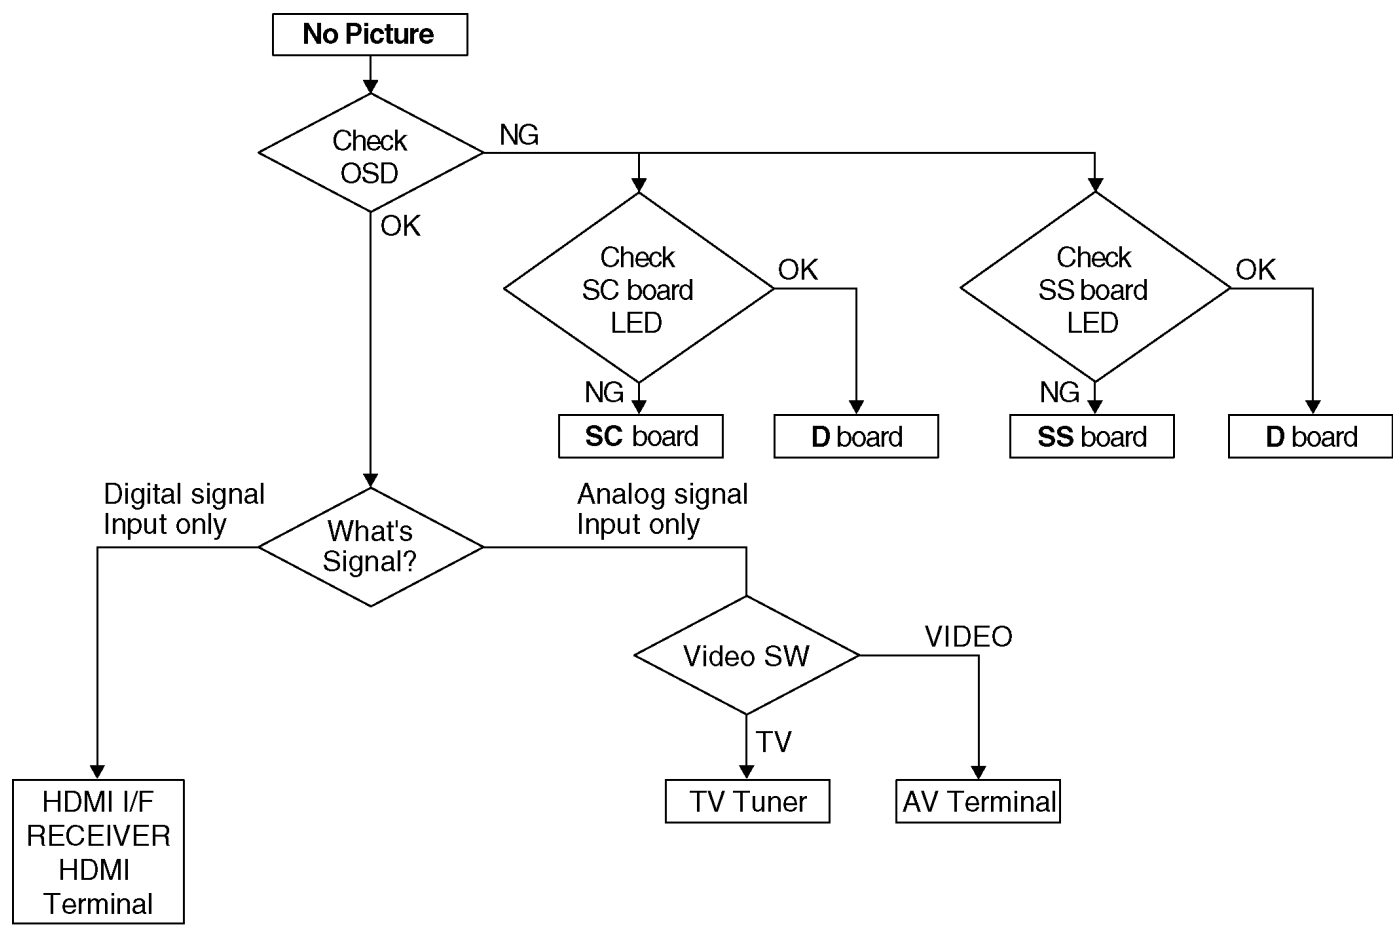 No Picture
Check
OSD
NG
OK
Check
SC board
LED
OK
NG
SC board
D board
Check
SS board
LED
OK
NG
SS board
D board
Digital signal
Input only
What's
Signal?
Analog signal
Input only
Video SW
VIDEO
TV
HDMI I/F
RECEIVER
HDMI
Terminal
TV Tuner
AV Terminal